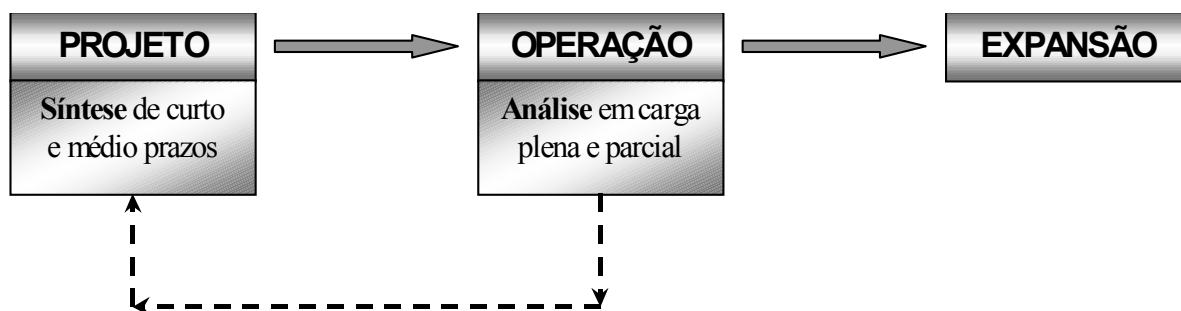 PROJETO
Síntese de curto
e médio prazos
OPERAÇÃO
Análise em carga
plena e parcial
EXPANSÃO